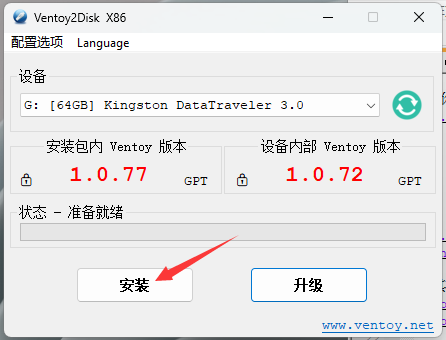 Ventoy2Disk X86
配置选项 Language
设备
G: [64GB] Kingston DataTraveler 3.0
安装包内 Ventoy 版本 设备内部 Ventoy 版本
1.0.77 GPT 1.0.72 GPT
状态 - 准备就绪
安装 升级
www.ventoy.net